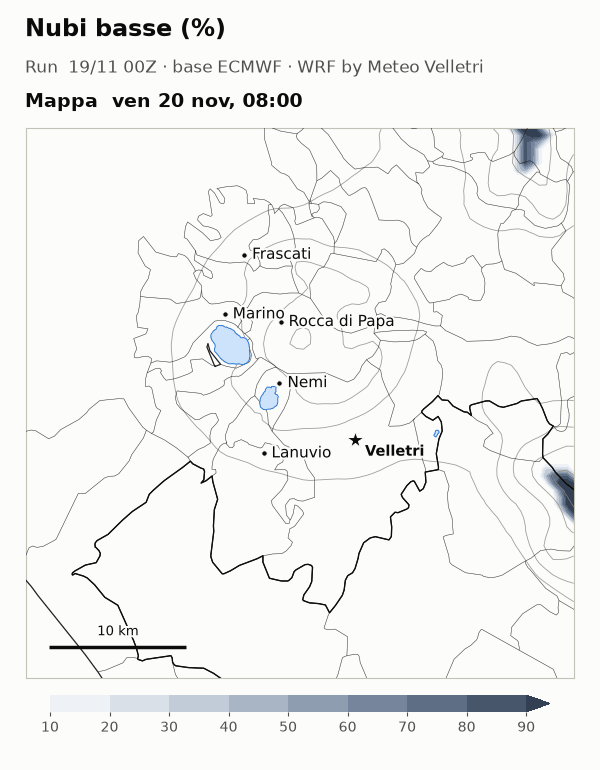 Nubi basse (%)
Run  19/11 00Z · base ECMWF · WRF by Meteo Velletri
Mappa  ven 20 nov, 08:00
Frascati
Marino
Rocca di Papa
Nemi
Velletri
Lanuvio
10 km
10 20 30 40 50 60 70 80 90